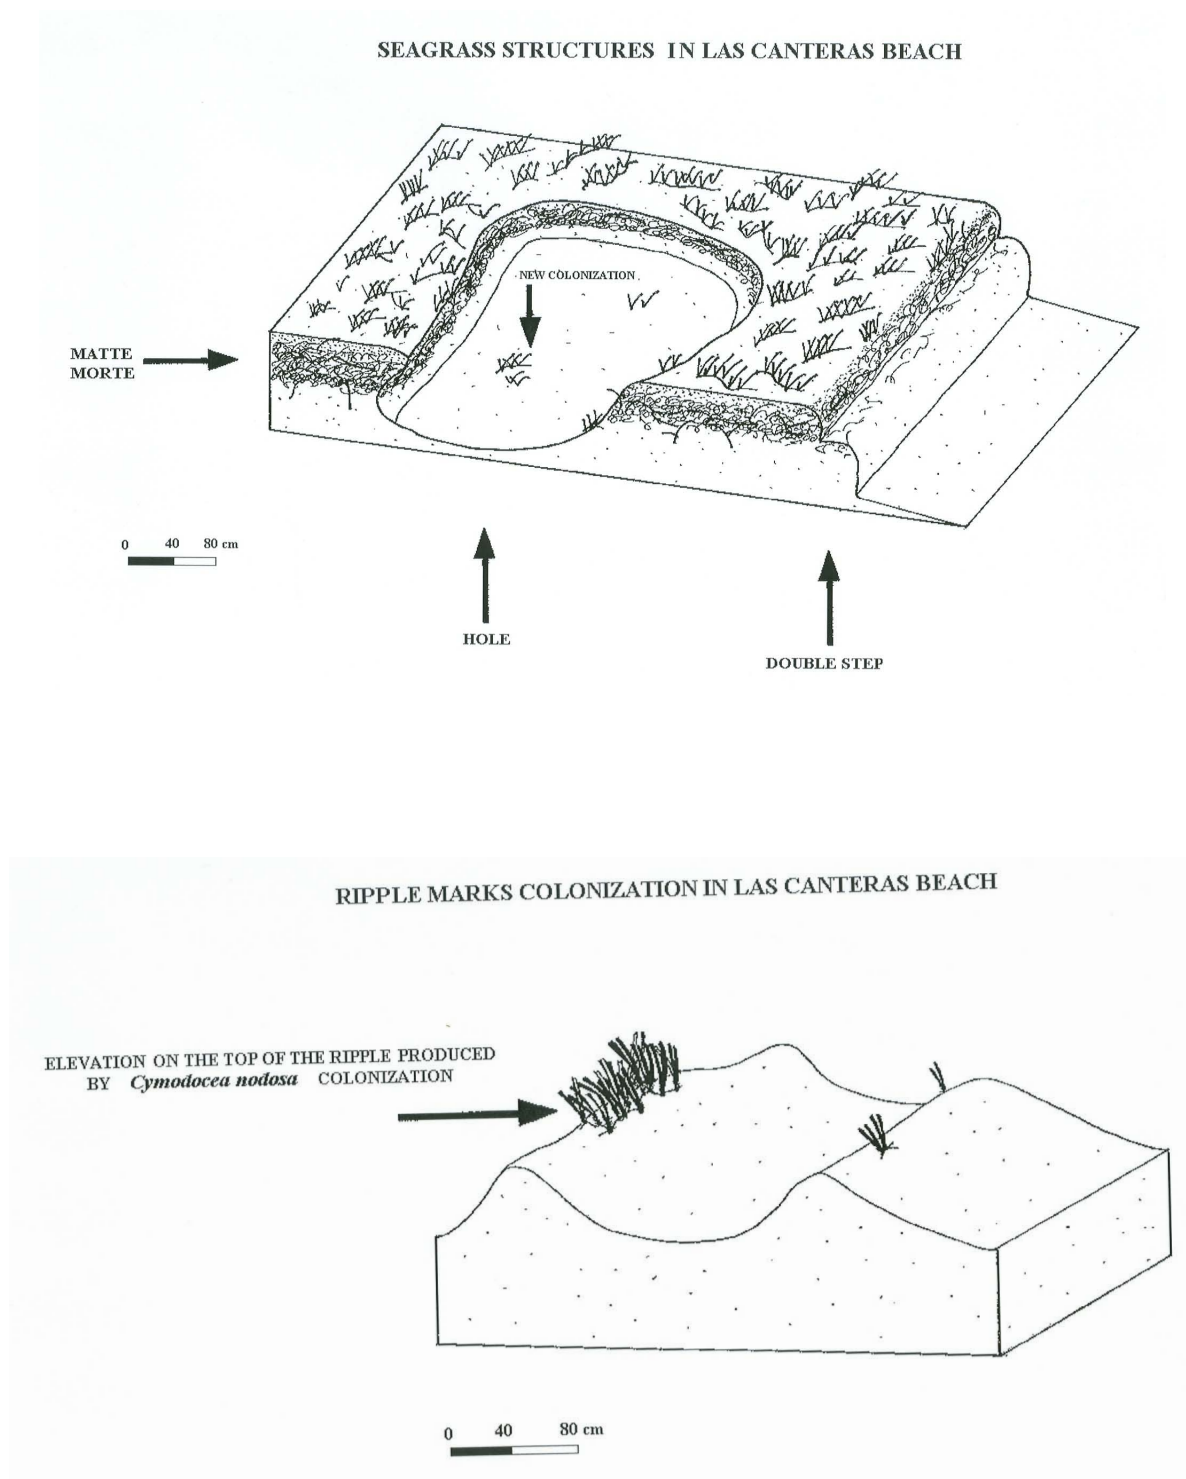 SEAGRASS STRUCTURES IN LAS CANTERAS BEACH
NEW COLONIZATION
MATTE
MORTE
0 40 80 cm
HOLE
DOUBLE STEP
RIPPLE MARKS COLONIZATION IN LAS CANTERAS BEACH
ELEVATION ON THE TOP OF THE RIPPLE PRODUCED
BY Cymodocea nodosa COLONIZATION
0 40 80 cm